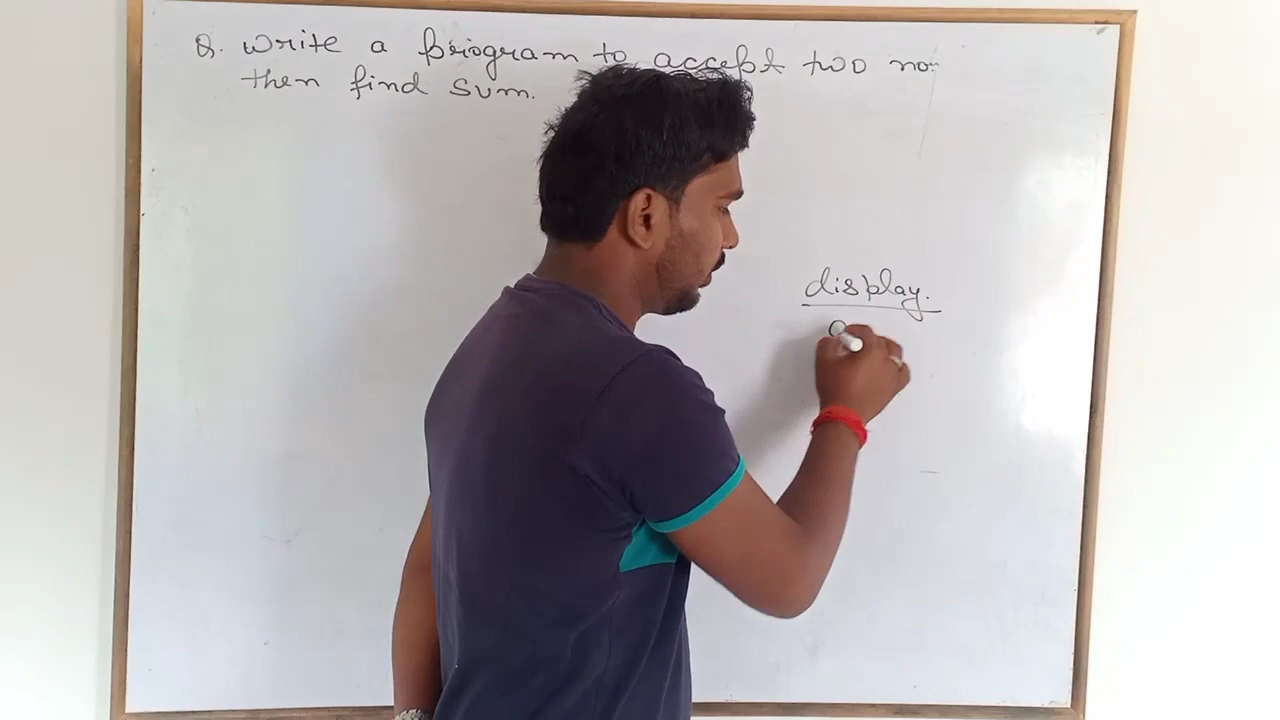 Q. Write a program to accept two no.
then find sum.
display.